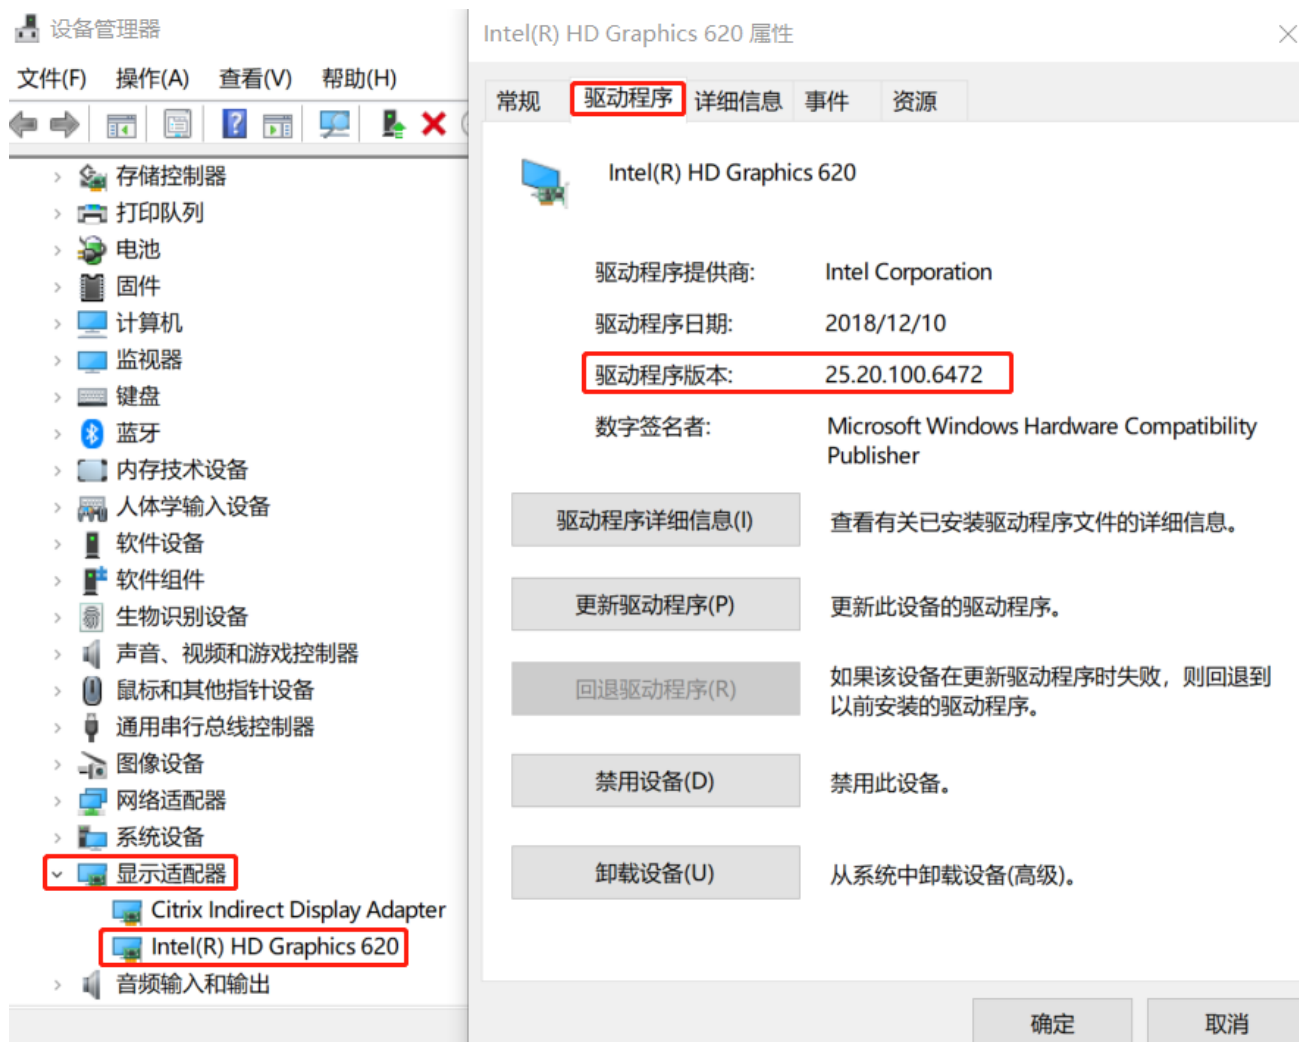 设备管理器
文件(F) 操作(A) 查看(V) 帮助(H)
存储控制器
打印队列
电池
固件
计算机
监视器
键盘
蓝牙
内存技术设备
人体学输入设备
软件设备
软件组件
生物识别设备
声音、视频和游戏控制器
鼠标和其他指针设备
通用串行总线控制器
图像设备
网络适配器
系统设备
显示适配器
Citrix Indirect Display Adapter
Intel(R) HD Graphics 620
音频输入和输出
Intel(R) HD Graphics 620 属性
常规 驱动程序 详细信息 事件 资源
Intel(R) HD Graphics 620
驱动程序提供商: Intel Corporation
驱动程序日期: 2018/12/10
驱动程序版本: 25.20.100.6472
数字签名者: Microsoft Windows Hardware Compatibility
Publisher
驱动程序详细信息(I) 查看有关已安装驱动程序文件的详细信息。
更新驱动程序(P) 更新此设备的驱动程序。
回退驱动程序(R) 如果该设备在更新驱动程序时失败，则回退到
以前安装的驱动程序。
禁用设备(D) 禁用此设备。
卸载设备(U) 从系统中卸载设备(高级)。
确定 取消